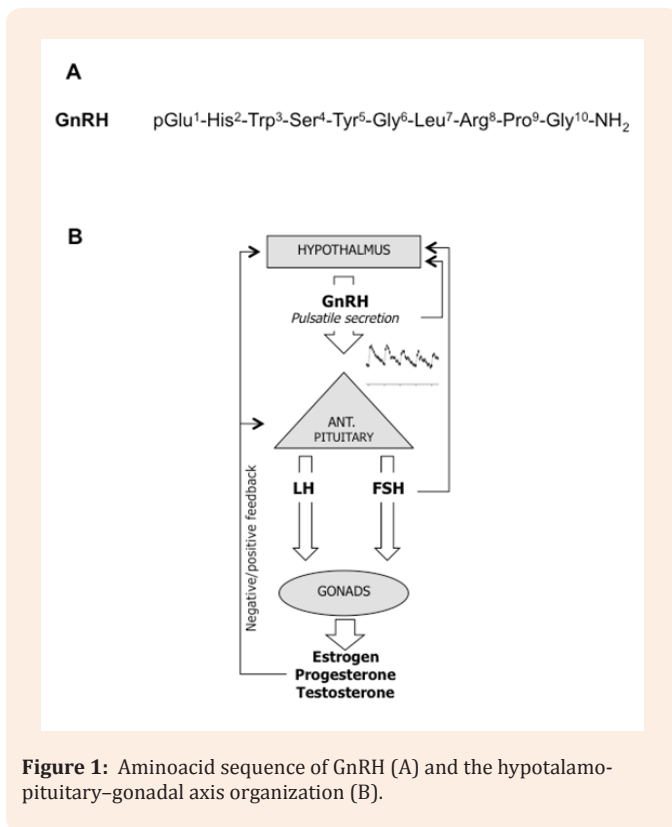 A
GnRH pGlu¹-His²-Trp³-Ser⁴-Tyr⁵-Gly⁶-Leu⁷-Arg⁸-Pro⁹-Gly¹⁰-NH₂
B
HYPOTHALMUS
GnRH
Pulsatile secretion
ANT.
PITUITARY
LH FSH
Negative/positive feedback
GONADS
Estrogen
Progesterone
Testosterone
Figure 1: Aminoacid sequence of GnRH (A) and the hypotalamo-
pituitary–gonadal axis organization (B).